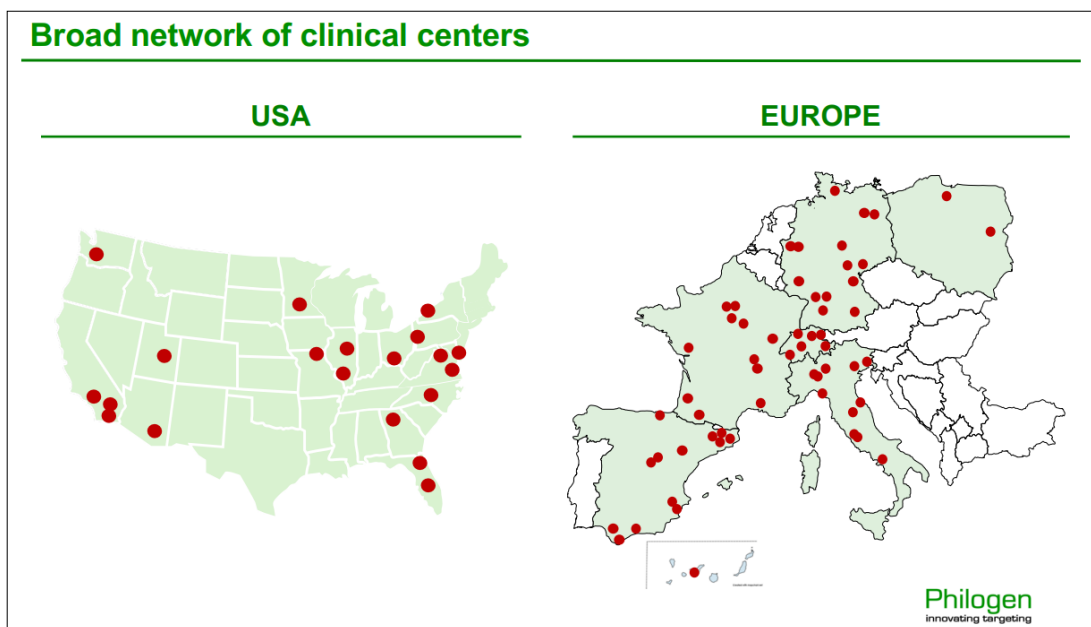 Broad network of clinical centers
USA
EUROPE
Philogen
innovating targeting